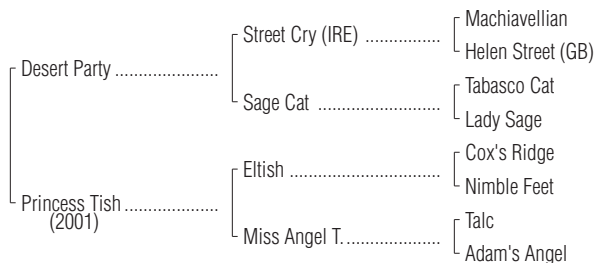 Machiavellian
Street Cry (IRE) ..................
Helen Street (GB)
Desert Party .........................
Tabasco Cat
Sage Cat .............................
Lady Sage
Cox's Ridge
Eltish ....................................
Nimble Feet
Princess Tish .......................
(2001)
Talc
Miss Angel T. .......................
Adam's Angel